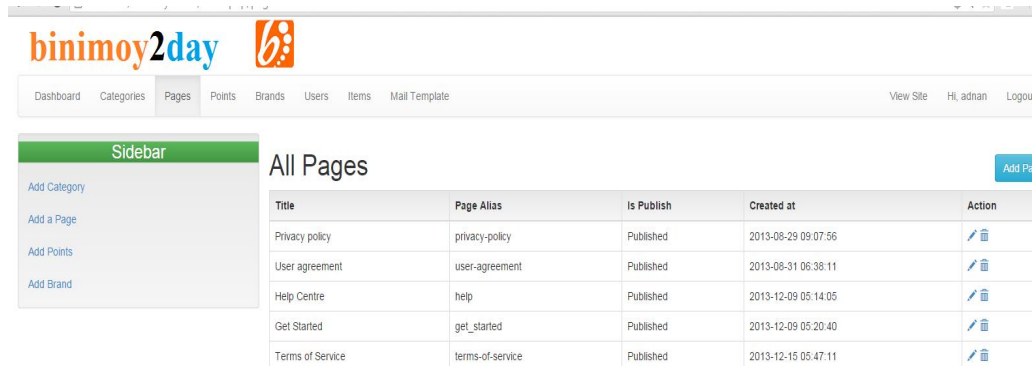 binimoy2day b:
Dashboard Categories Pages Points Brands Users Items Mail Template View Site Hi, adnan Logou
Sidebar
Add Category
Add a Page
Add Points
Add Brand
All Pages
Add Pa
Title Page Alias Is Publish Created at Action
Privacy policy privacy-policy Published 2013-08-29 09:07:56
User agreement user-agreement Published 2013-08-31 06:38:11
Help Centre help Published 2013-12-09 05:14:05
Get Started get_started Published 2013-12-09 05:20:40
Terms of Service terms-of-service Published 2013-12-15 05:47:11